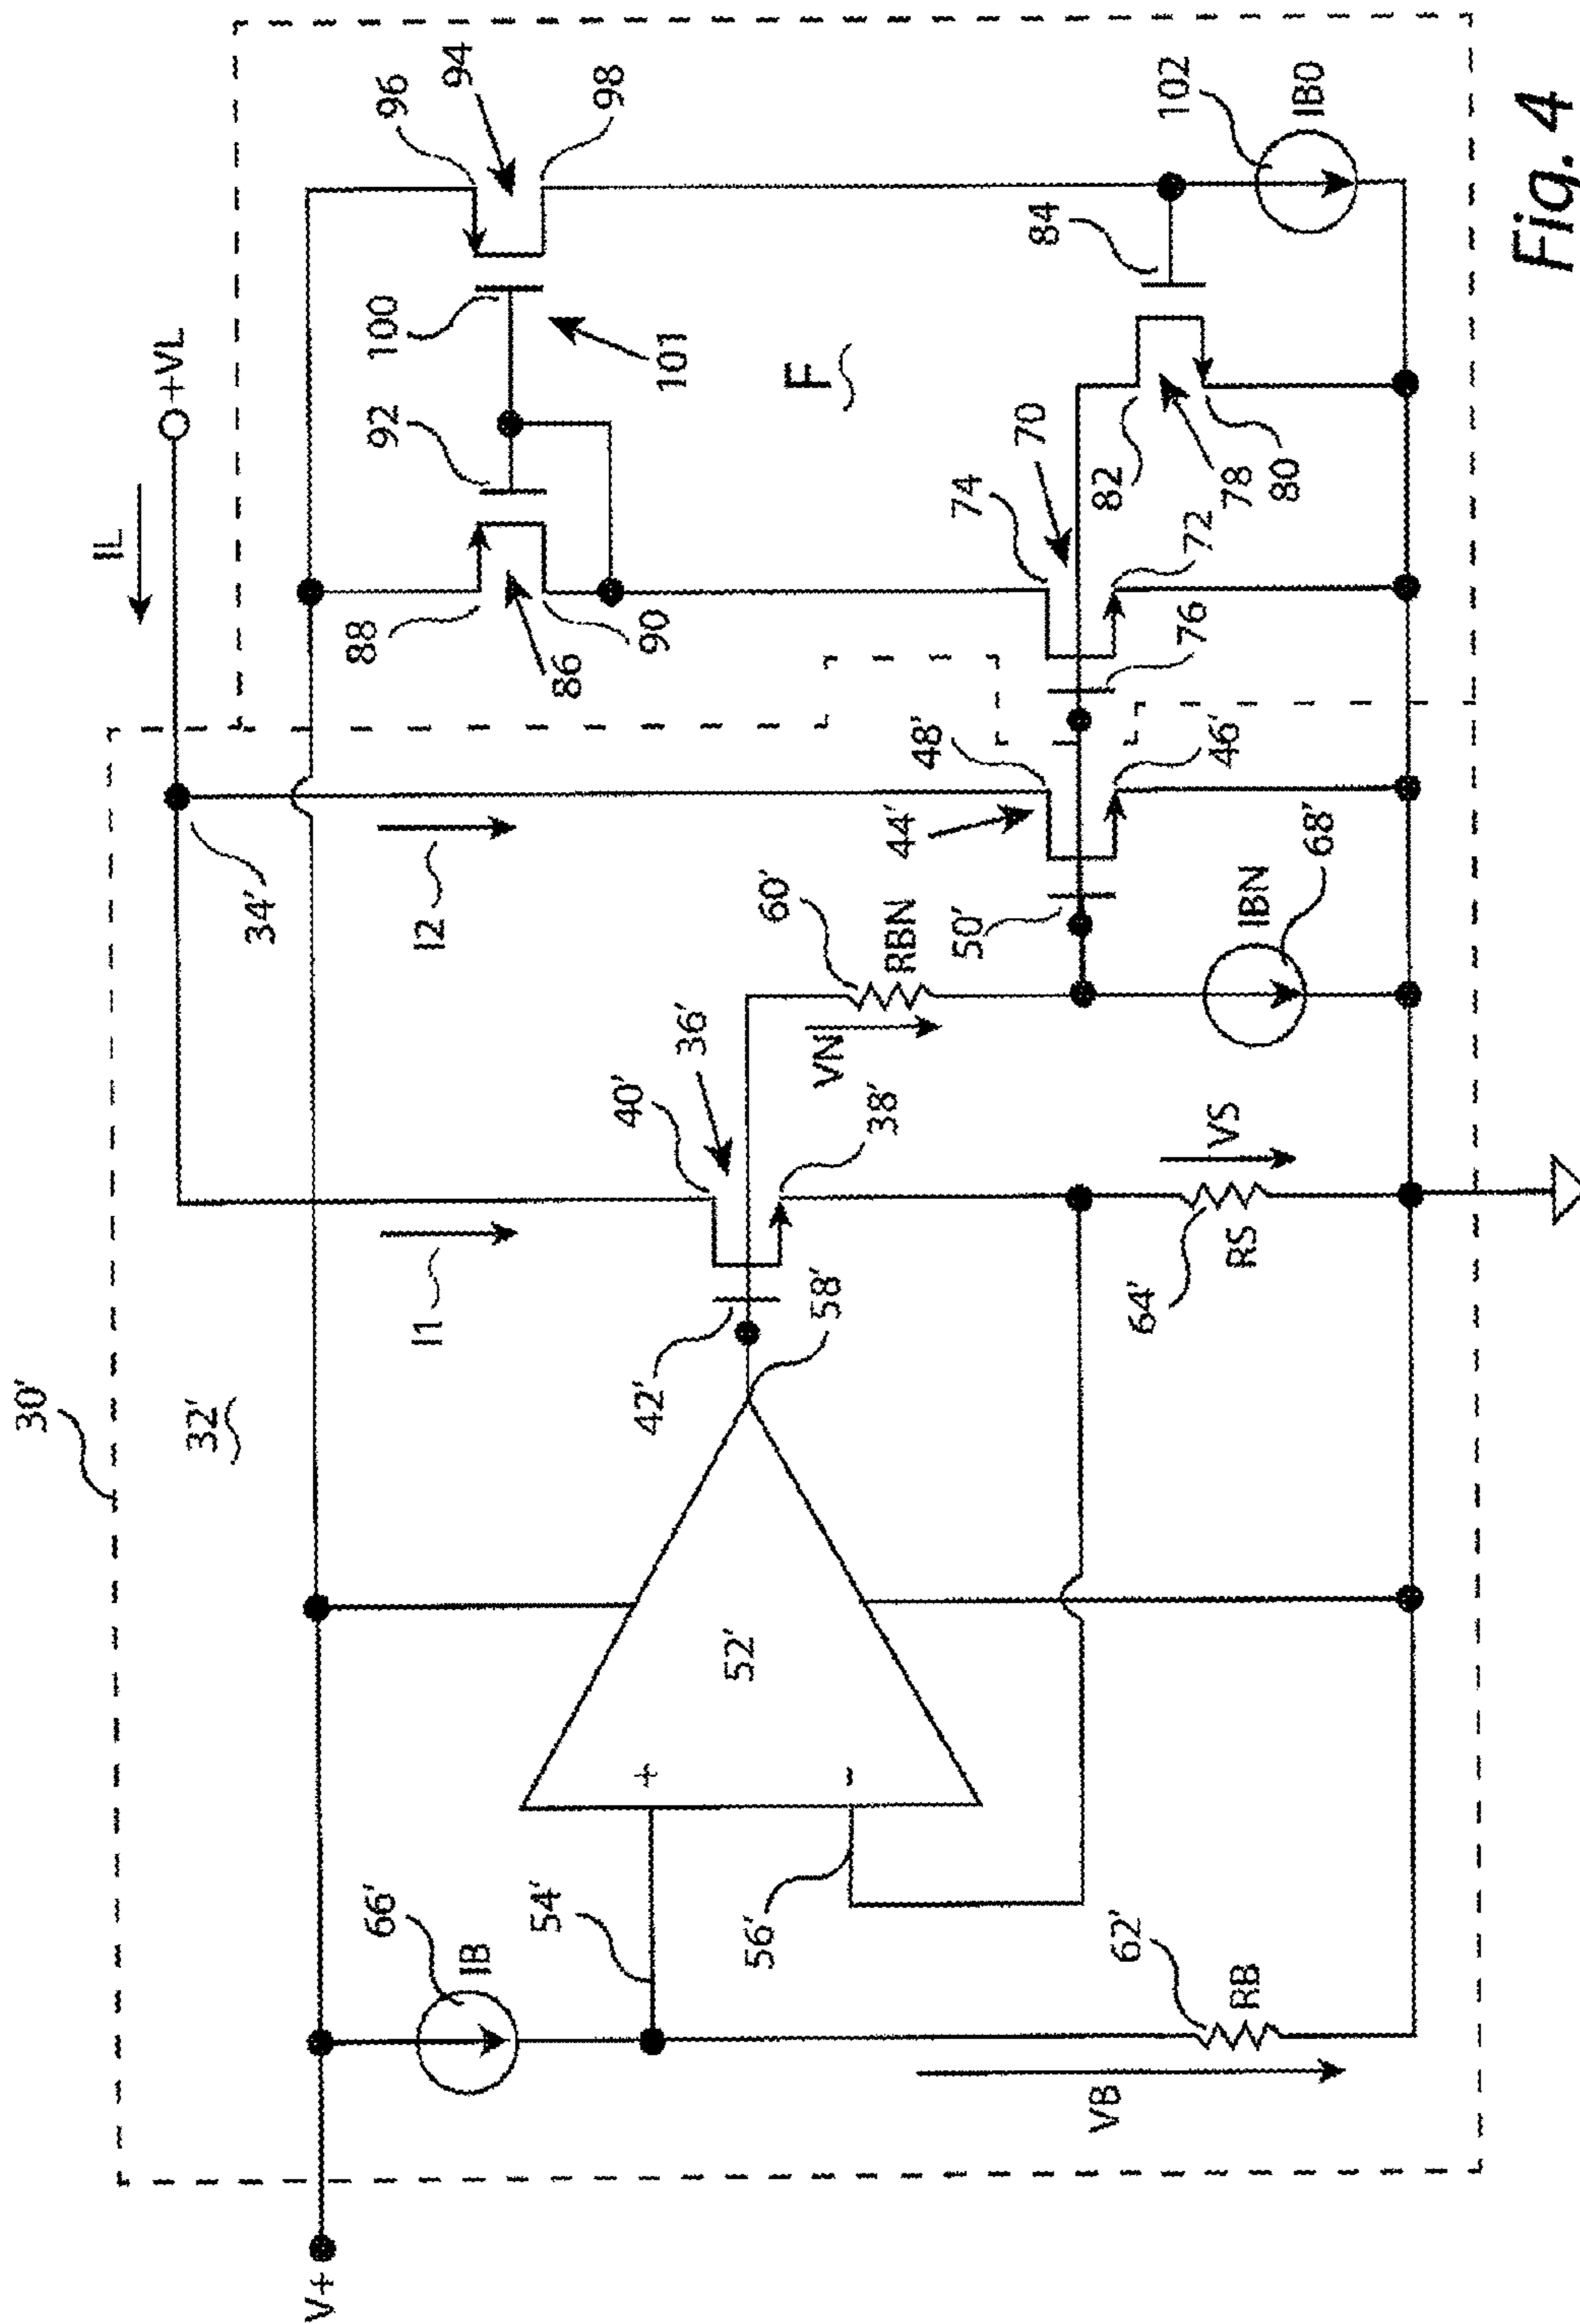 30'
32'
+VL
IL
34'
I1
I2
V+
66'
IB
54'
56'
VB
62'
RB
+
-
52'
58'
42'
40'
36'
38'
VN
60'
RBN
VS
RS
64'
50'
44'
48'
46'
IBN
68'
88
86
90
92
100
101
96
94
98
F
74
70
72
76
82
78
80
84
102
IB0
Fig. 4